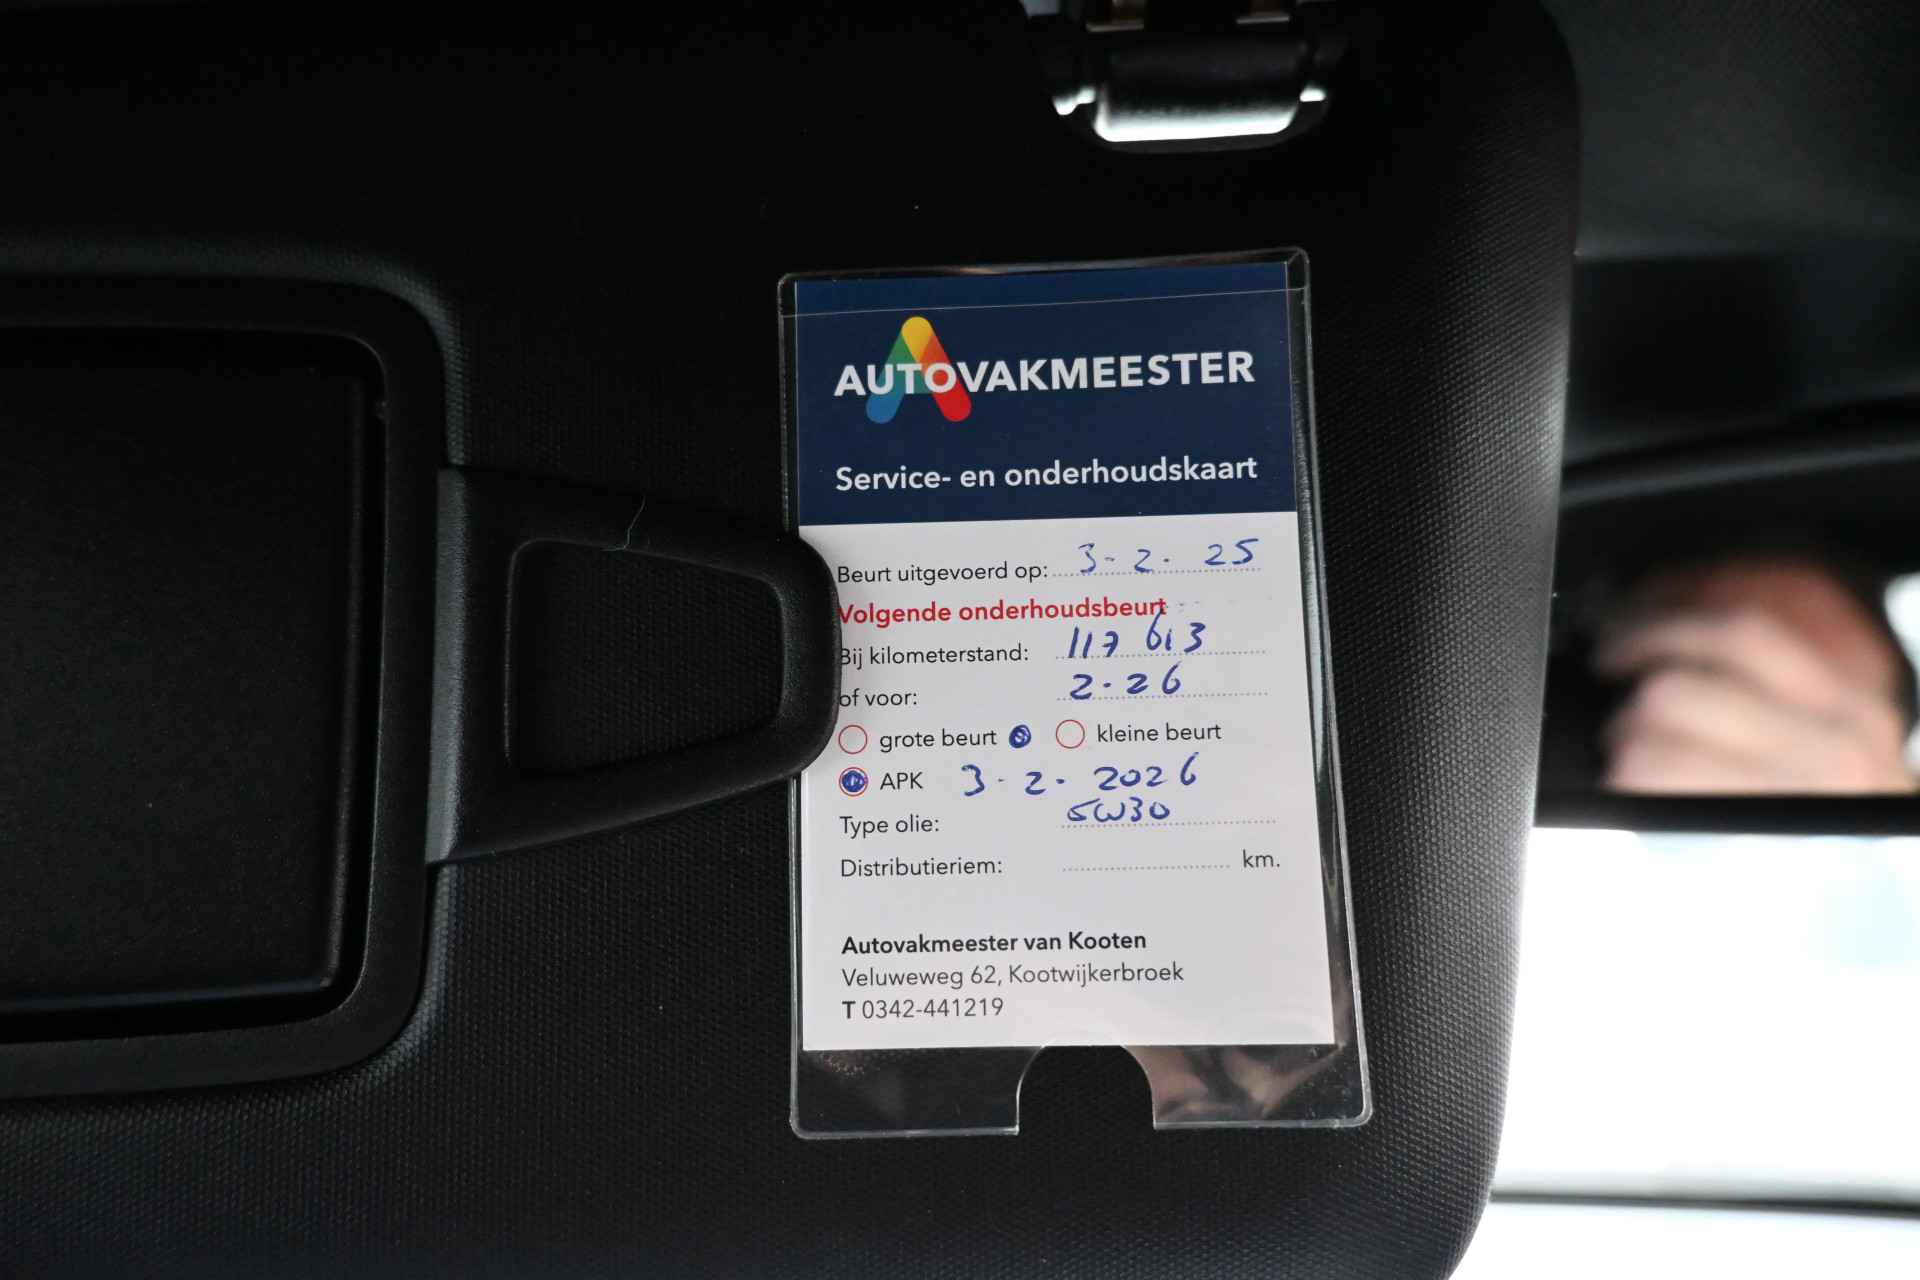 AUTOVAKMEESTER
Service- en onderhoudskaart
Beurt uitgevoerd op: 3-2-25
Volgende onderhoudsbeurt
Bij kilometerstand: 117 613
of voor: 2-26
grote beurt kleine beurt
APK 3-2-2026
Type olie: 5W30
Distributieriem: km.
Autovakmeester van Kooten
Veluweweg 62, Kootwijkerbroek
T 0342-441219